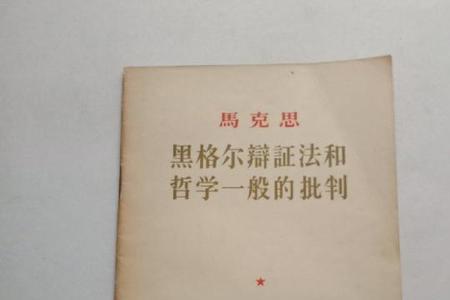 馬克思
黑格尔辯証法和
哲学一般的批判